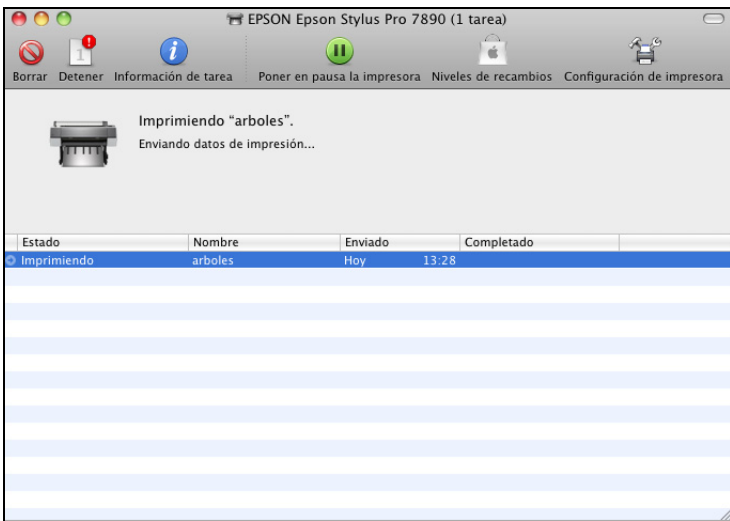 EPSON Epson Stylus Pro 7890 (1 tarea)
1 !
Borrar Detener Información de tarea Poner en pausa la impresora Niveles de recambios Configuración de impresora
Imprimiendo “arboles”.
Enviando datos de impresión...
Estado Nombre Enviado Completado
Imprimiendo arboles Hoy 13:28